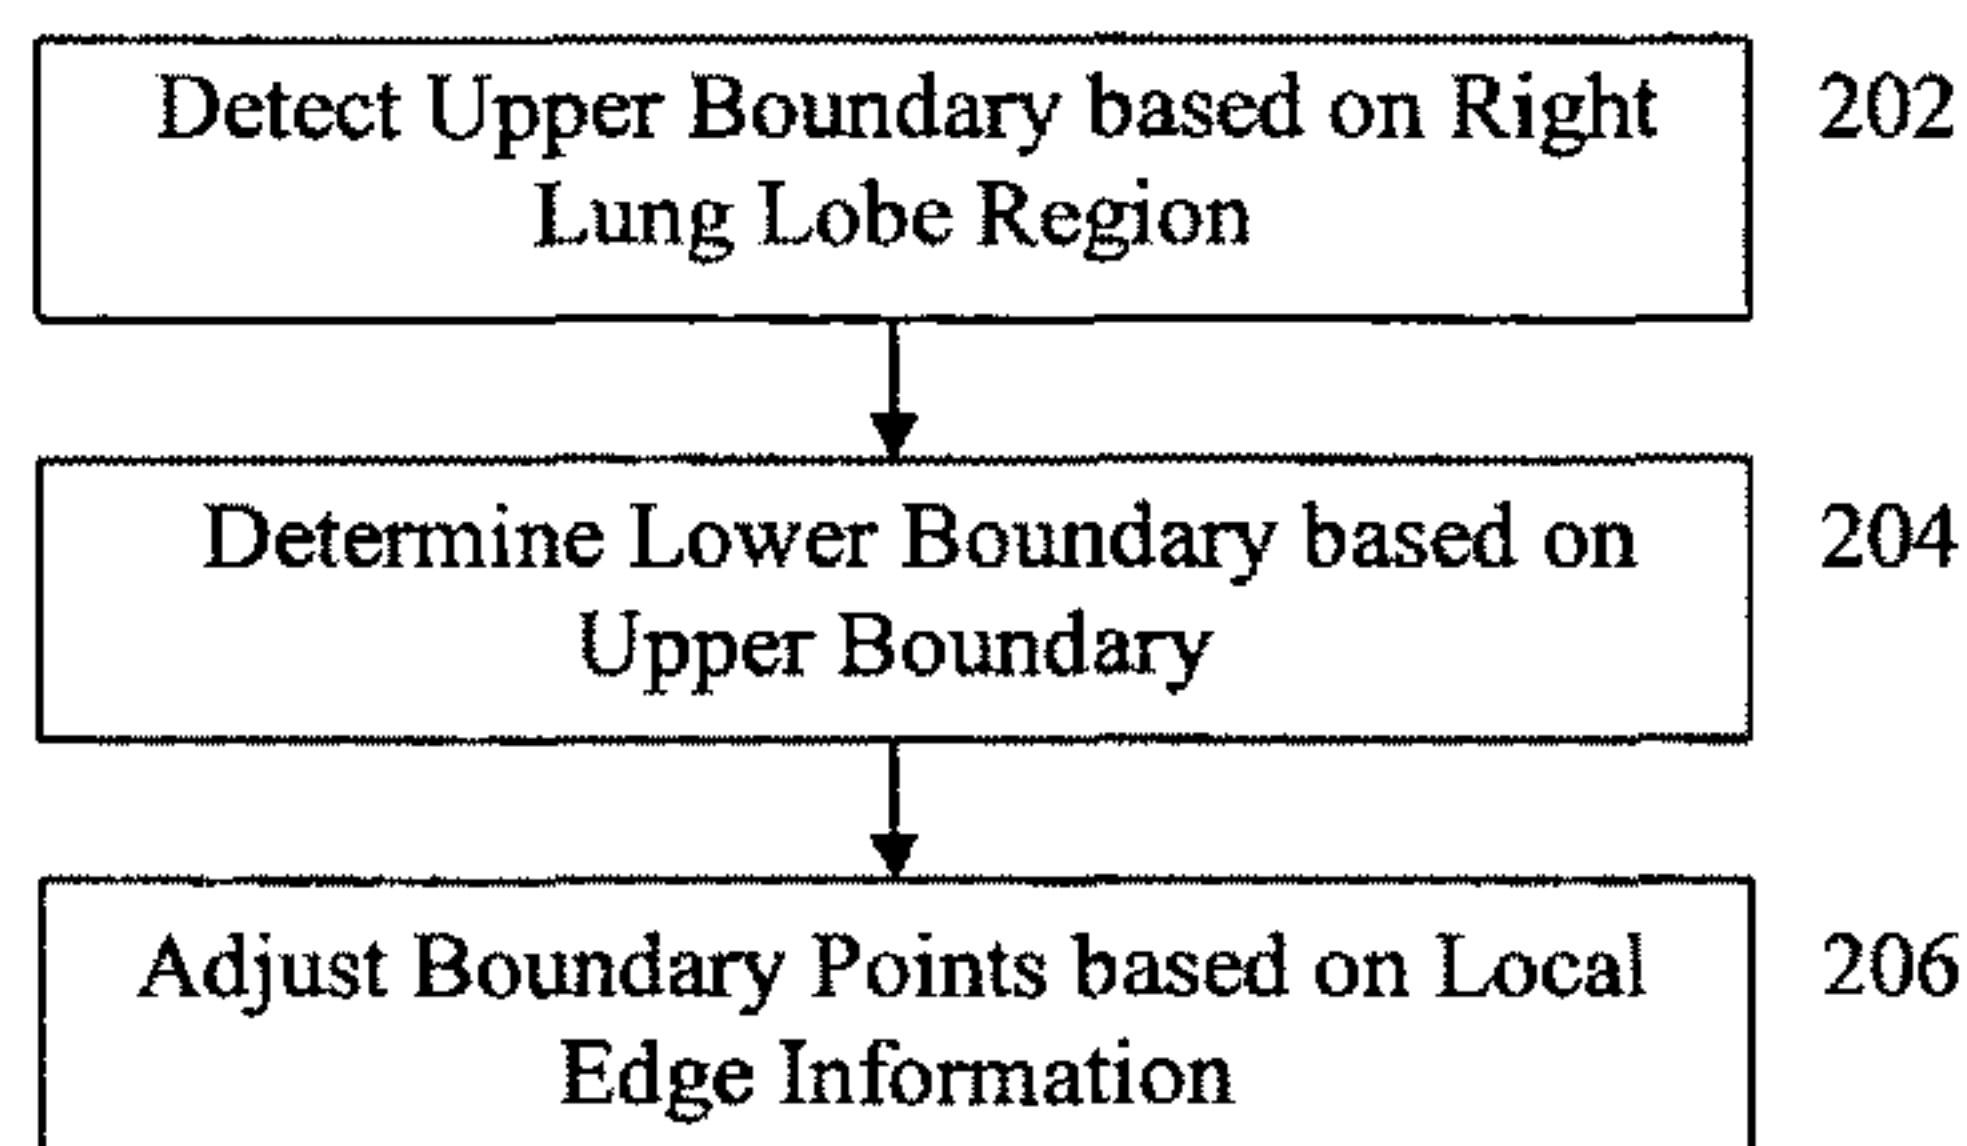 Detect Upper Boundary based on Right 202
Lung Lobe Region
Determine Lower Boundary based on 204
Upper Boundary
Adjust Boundary Points based on Local 206
Edge Information